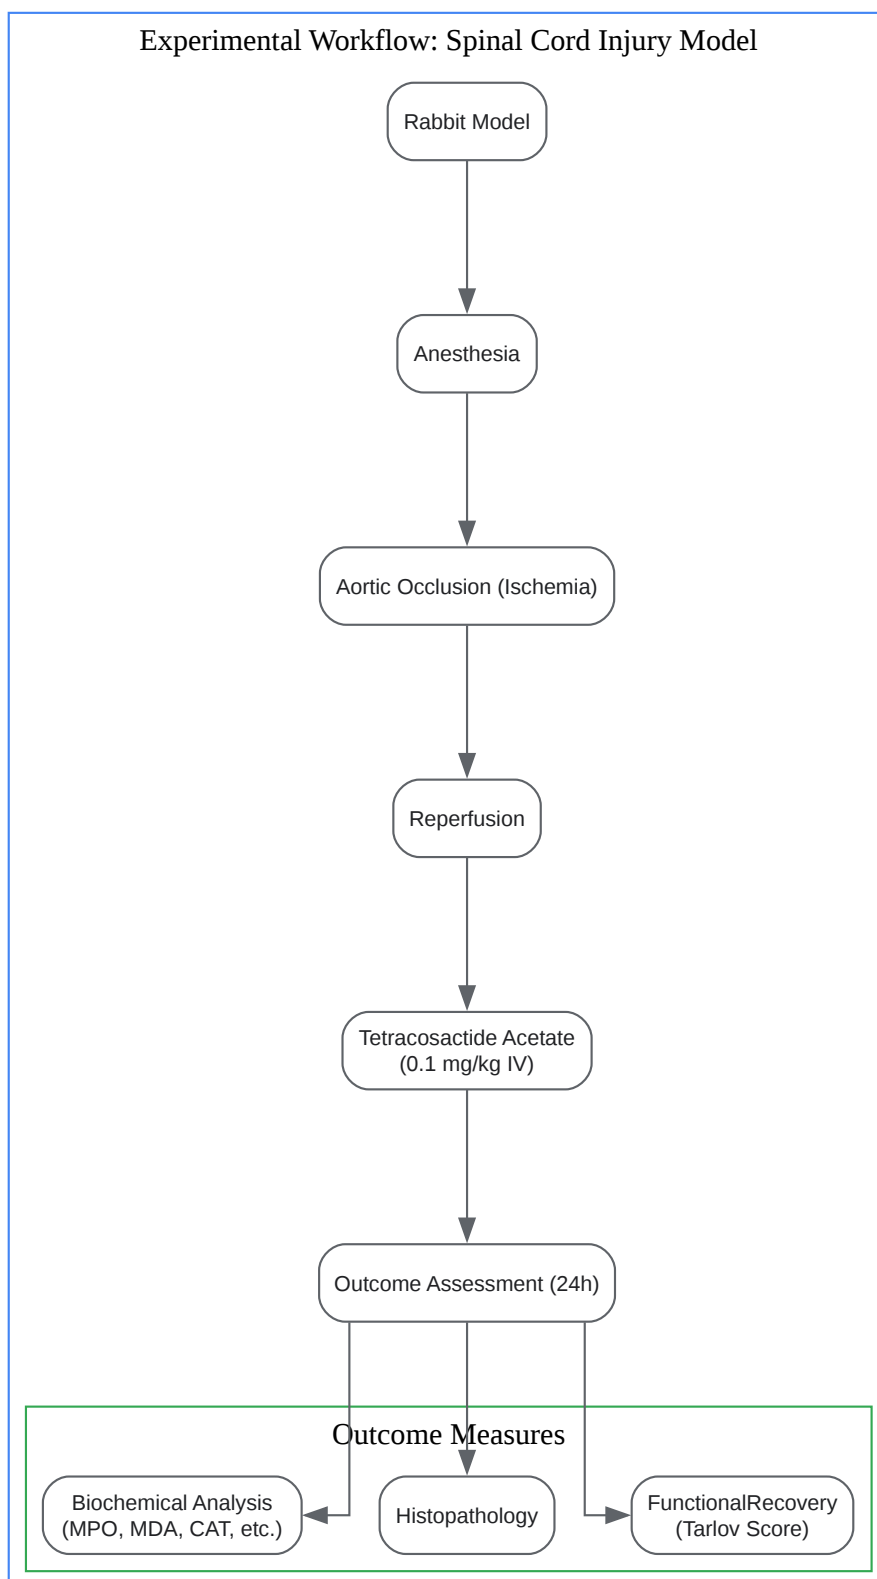 Experimental Workflow: Spinal Cord Injury Model
Rabbit Model
Anesthesia
Aortic Occlusion (Ischemia)
Reperfusion
Tetracosactide Acetate
(0.1 mg/kg IV)
Outcome Assessment (24h)
Outcome Measures
Biochemical Analysis
(MPO, MDA, CAT, etc.)
Histopathology
FunctionalRecovery
(Tarlov Score)